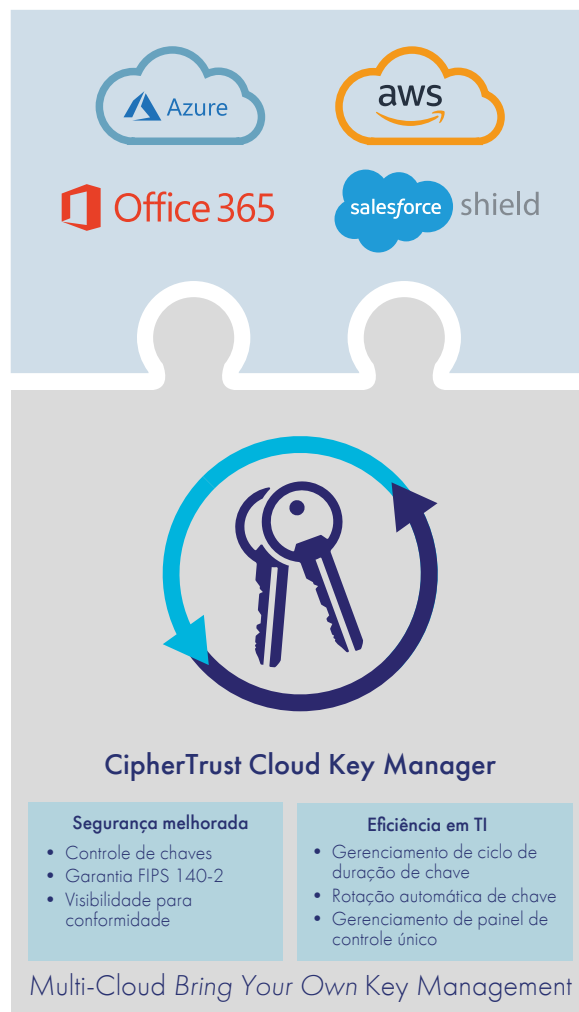 Azure
aws
Office 365
salesforce shield
CipherTrust Cloud Key Manager
Segurança melhorada
• Controle de chaves
• Garantia FIPS 140-2
• Visibilidade para
conformidade
Eficiência em TI
• Gerenciamento de ciclo de
duração de chave
• Rotação automática de chave
• Gerenciamento de painel de
controle único
Multi-Cloud Bring Your Own Key Management